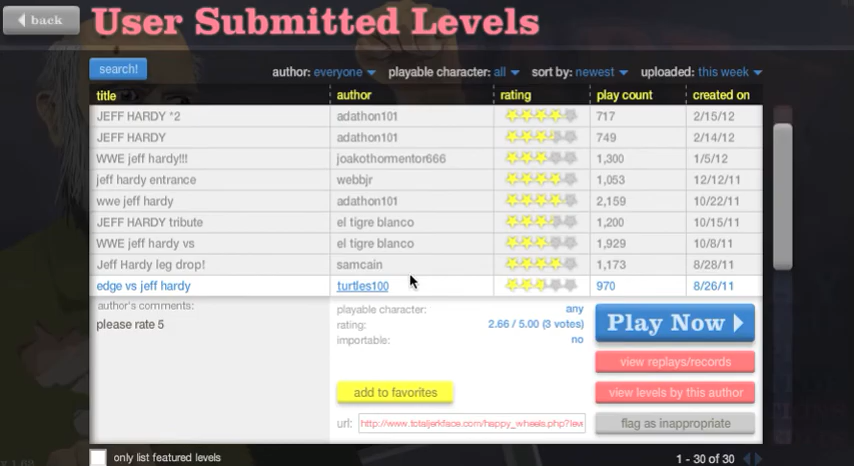 back
User Submitted Levels
search!
author: everyone playable character: all sort by: newest uploaded: this week
title author rating play count created on
JEFF HARDY *2 adathon101 717 2/15/12
JEFF HARDY adathon101 749 2/14/12
WWE jeff hardy!!! joakothormentor666 1,300 1/5/12
jeff hardy entrance webbjr 1,053 12/12/11
wwe jeff hardy adathon101 2,159 10/22/11
JEFF HARDY tribute el tigre blanco 1,200 10/15/11
WWE jeff hardy vs el tigre blanco 1,929 10/8/11
Jeff Hardy leg drop! samcain 1,173 8/28/11
edge vs jeff hardy turtles100 970 8/26/11
author's comments:
please rate 5
playable character: any
rating: 2.66 / 5.00 (3 votes)
importable: no
add to favorites
url: http://www.totaljerkface.com/happy_wheels.php?lev
Play Now
view replays/records
view levels by this author
flag as inappropriate
only list featured levels
1 - 30 of 30